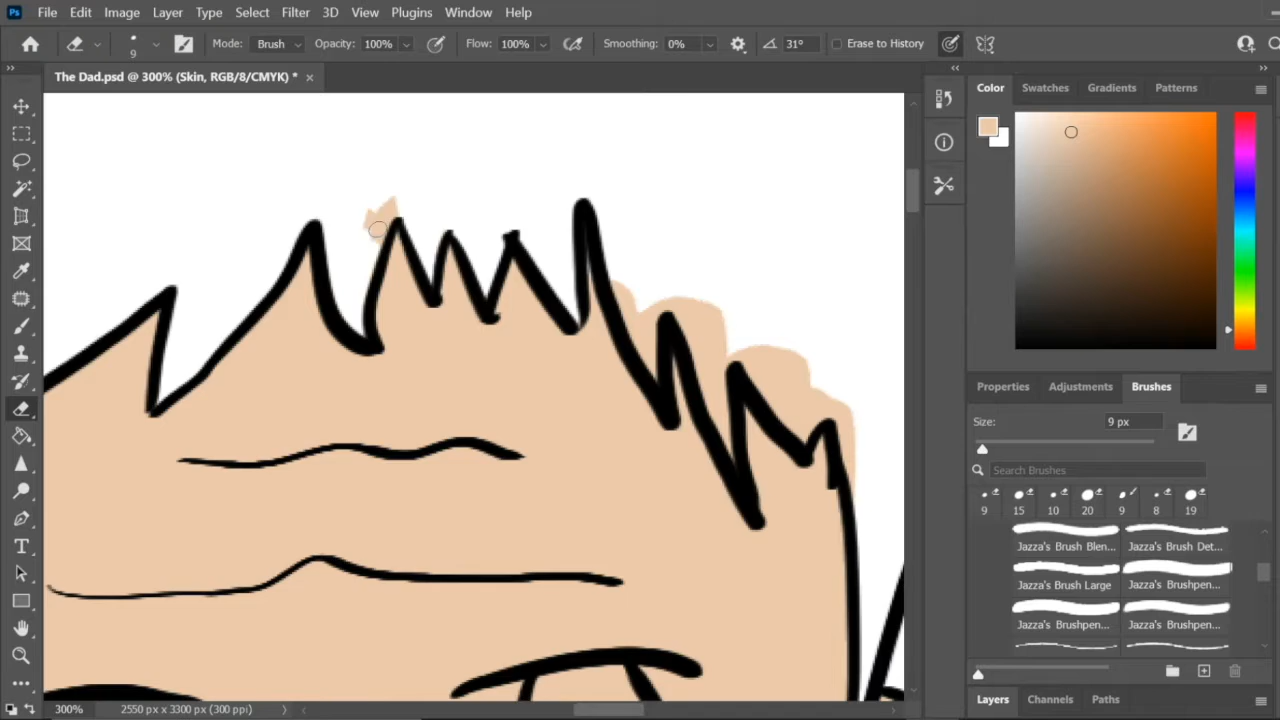 Ps File Edit Image Layer Type Select Filter 3D View Plugins Window Help
9 Mode: Brush Opacity: 100% Flow: 100% Smoothing: 0% 31° Erase to History
The Dad.psd @ 300% (Skin, RGB/8/CMYK) * ×
Color Swatches Gradients Patterns
Properties Adjustments Brushes
Size: 9 px
Search Brushes
9 15 10 20 9 8 19
Jazza's Brush Blen... Jazza's Brush Det...
Jazza's Brush Large Jazza's Brushpen...
Jazza's Brushpen... Jazza's Brushpen...
Layers Channels Paths
300% 2550 px x 3300 px (300 ppi)